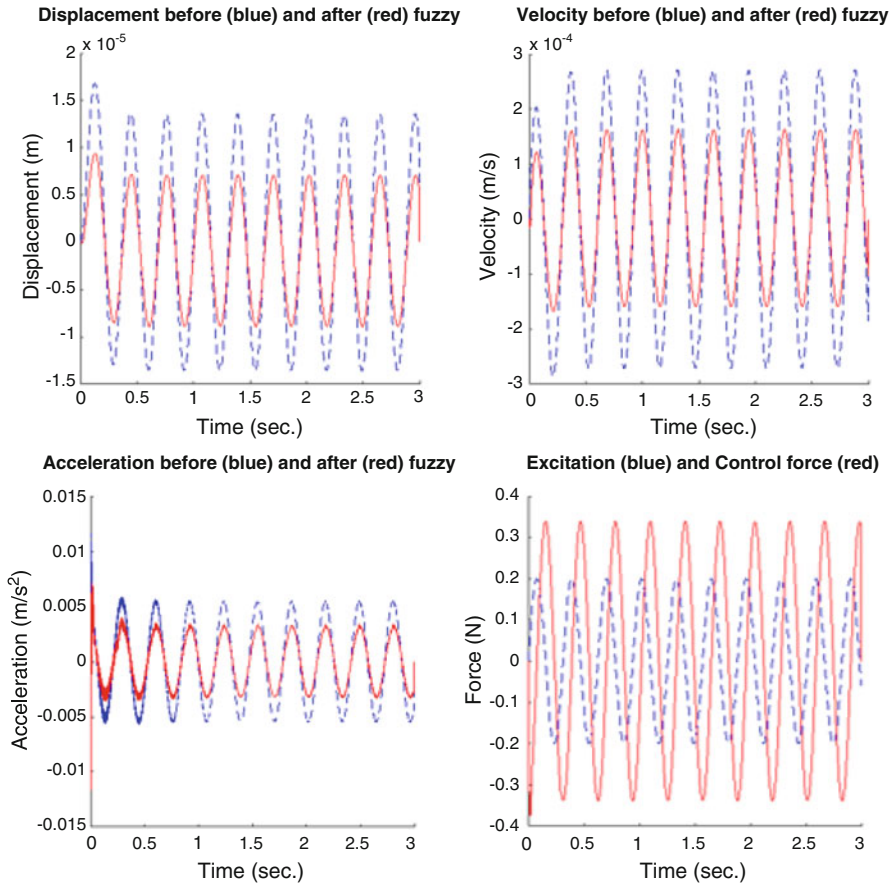 Displacement before (blue) and after (red) fuzzy
x 10⁻⁵
2
1.5
1
0.5
0
-0.5
-1
-1.5
Displacement (m)
0 0.5 1 1.5 2 2.5 3
Time (sec.)
Velocity before (blue) and after (red) fuzzy
x 10⁻⁴
3
2
1
0
-1
-2
-3
Velocity (m/s)
0 0.5 1 1.5 2 2.5 3
Time (sec.)
Acceleration before (blue) and after (red) fuzzy
0.015
0.01
0.005
0
-0.005
-0.01
-0.015
Acceleration (m/s²)
0 0.5 1 1.5 2 2.5 3
Time (sec.)
Excitation (blue) and Control force (red)
0.4
0.3
0.2
0.1
0
-0.1
-0.2
-0.3
-0.4
Force (N)
0 0.5 1 1.5 2 2.5 3
Time (sec.)